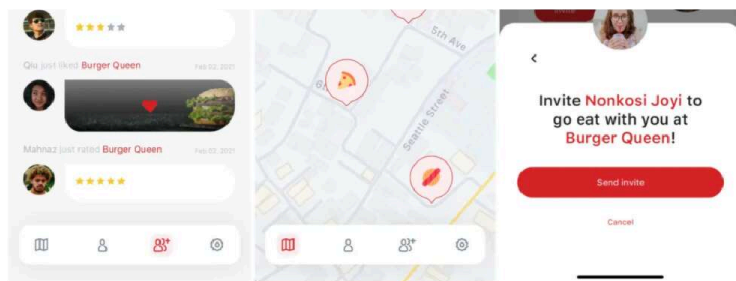 Qiu just liked Burger Queen
Feb 02, 2021
Mahnaz just rated Burger Queen
Feb 02, 2021
5th Ave
Seattle Street
Invite Nonkosi Joyi to
go eat with you at
Burger Queen!
Send invite
Cancel